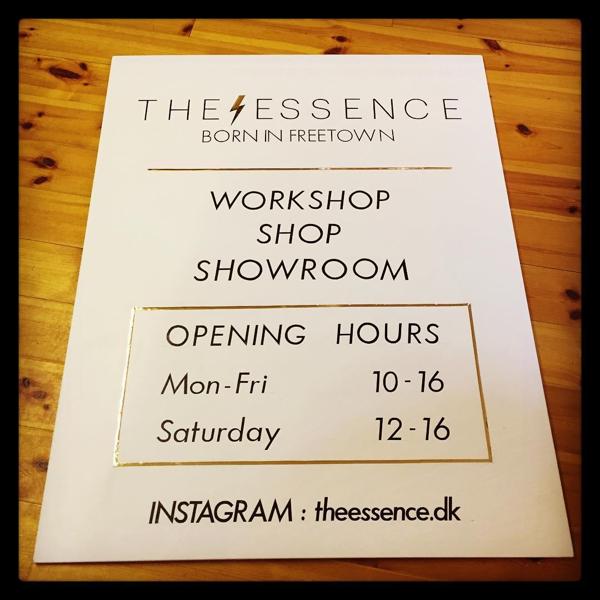 THE ESSENCE
BORN IN FREETOWN
WORKSHOP
SHOP
SHOWROOM
OPENING HOURS
Mon-Fri 10-16
Saturday 12-16
INSTAGRAM : theessence.dk